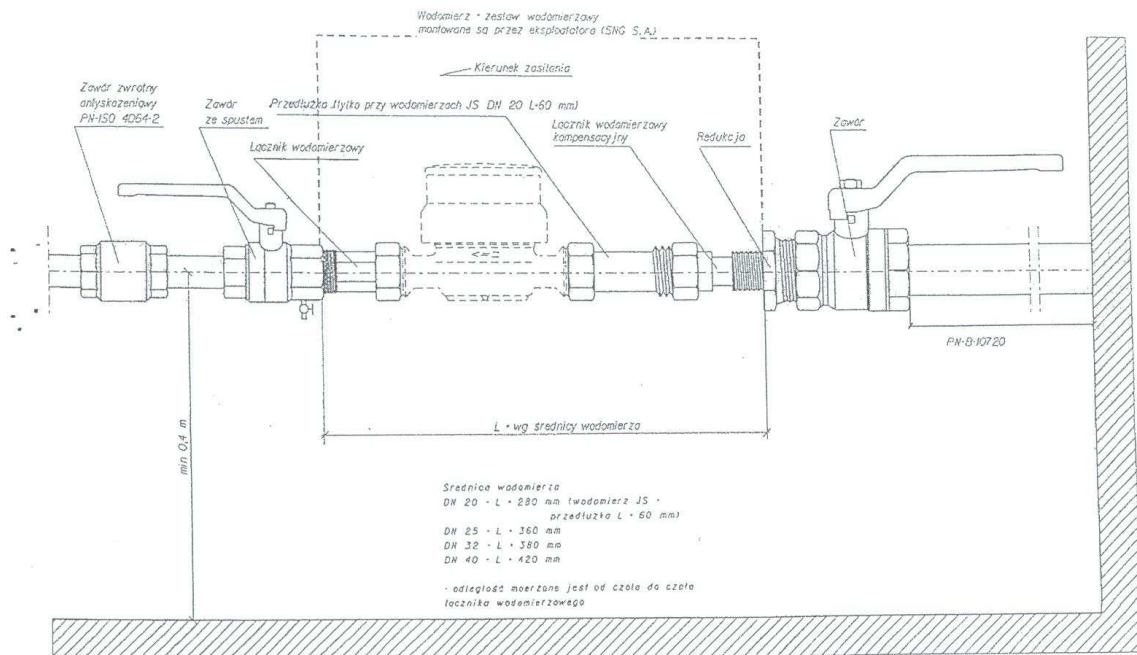 Wodomierz + zestaw wodomierzowy
montowane są przez eksploatatora (SNG S.A.)
Kierunek zasilania
Zawór zwrotny
antyskażeniowy
PN-ISO 4064-2
Zawór
ze spustem
Przedłużka (tylko przy wodomierzach JS DN 20 L=60 mm)
Łącznik wodomierzowy
Łącznik wodomierzowy
kompensacyjny
Redukcja
Zawór
PN-B-10720
L - wg średnicy wodomierza
min 0,4 m
Średnica wodomierza
DN 20 - L = 280 mm (wodomierz JS +
przedłużka L = 60 mm)
DN 25 - L = 360 mm
DN 32 - L = 380 mm
DN 40 - L = 420 mm
- odległość mierzone jest od czoła do czoła
łącznika wodomierzowego